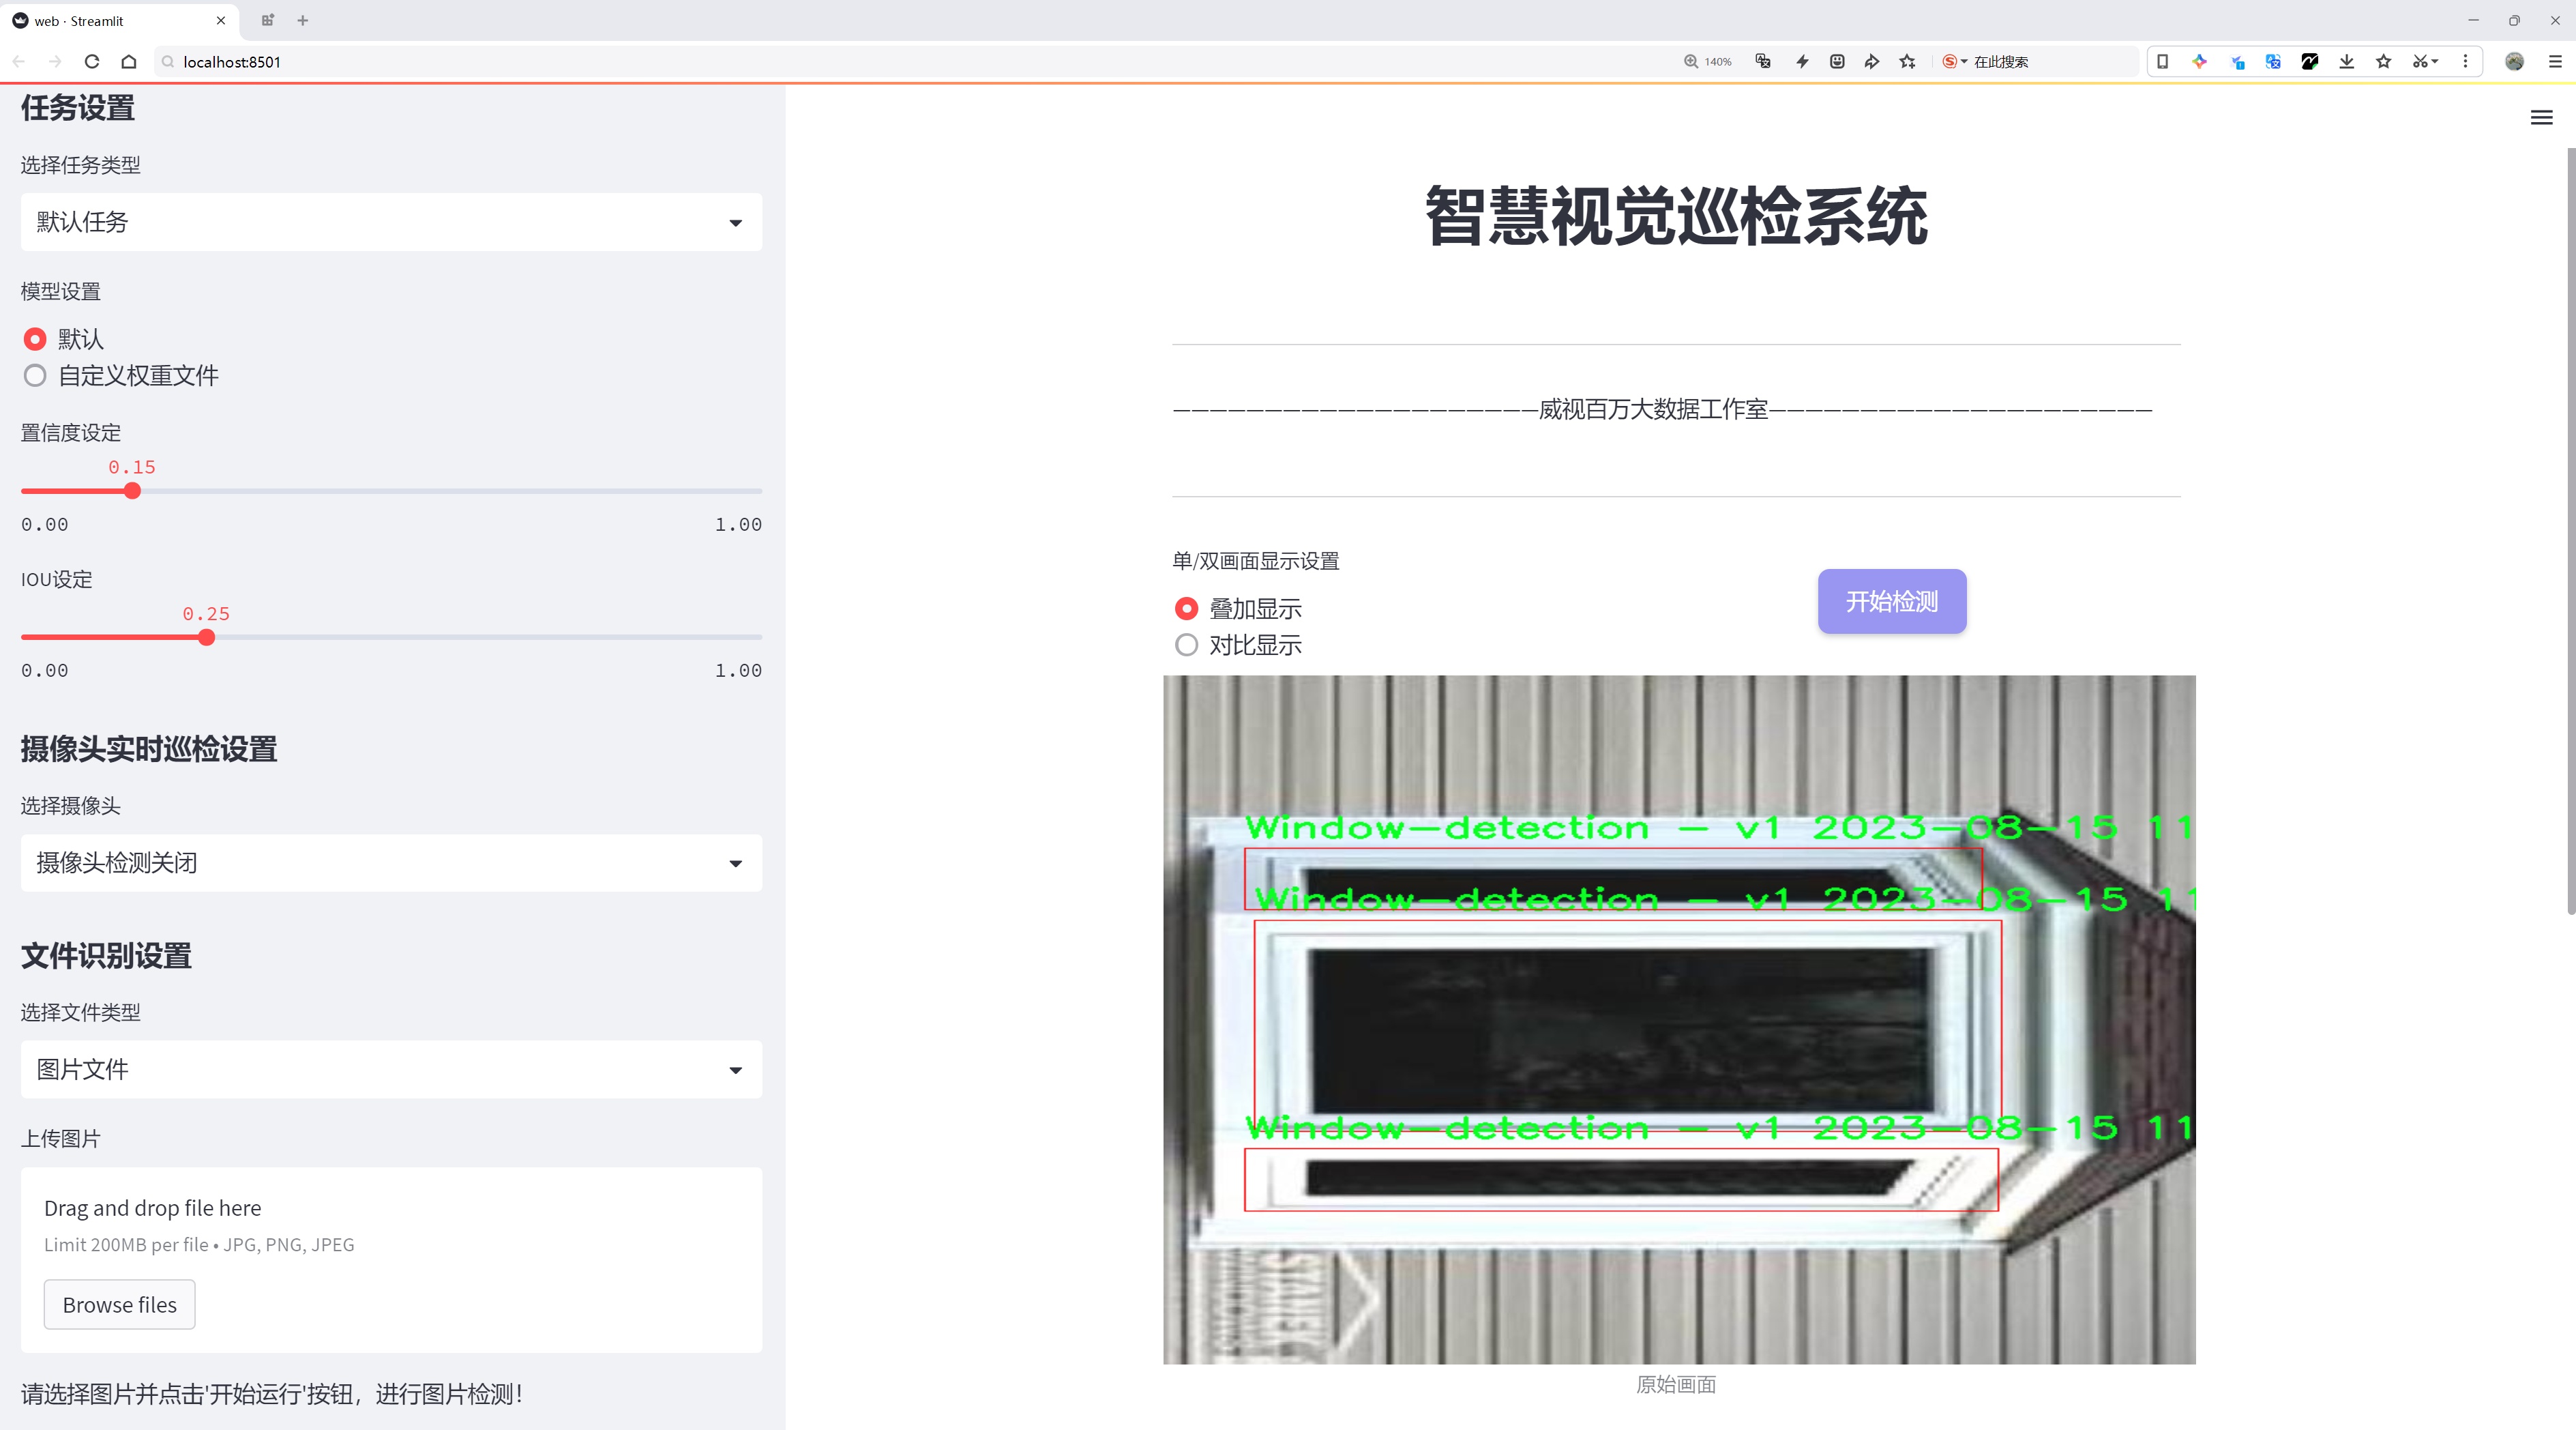 web · Streamlit
localhost:8501
140%
在此搜索
任务设置
选择任务类型
默认任务
模型设置
默认
自定义权重文件
置信度设定
0.15
0.00
1.00
IOU设定
0.25
0.00
1.00
摄像头实时巡检设置
选择摄像头
摄像头检测关闭
文件识别设置
选择文件类型
图片文件
上传图片
Drag and drop file here
Limit 200MB per file • JPG, PNG, JPEG
Browse files
请选择图片并点击'开始运行'按钮，进行图片检测！
智慧视觉巡检系统
————————————————————威视百万大数据工作室—————————————————————
单/双画面显示设置
叠加显示
对比显示
开始检测
Window-detection - v1 2023-08-15 11
Window-detection - v1 2023-08-15 11
Window-detection - v1 2023-08-15 11
原始画面